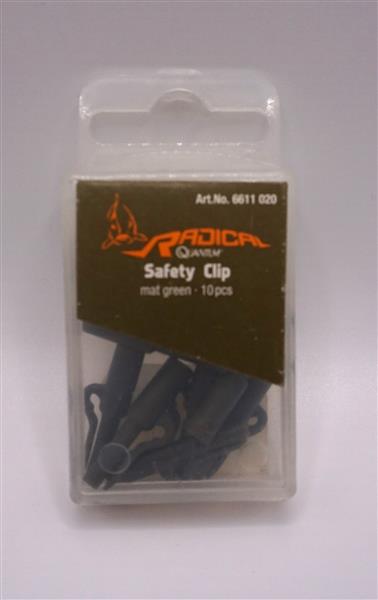 Art.No. 6611 020
RADICAL
QUANTUM
Safety Clip
mat green · 10 pcs